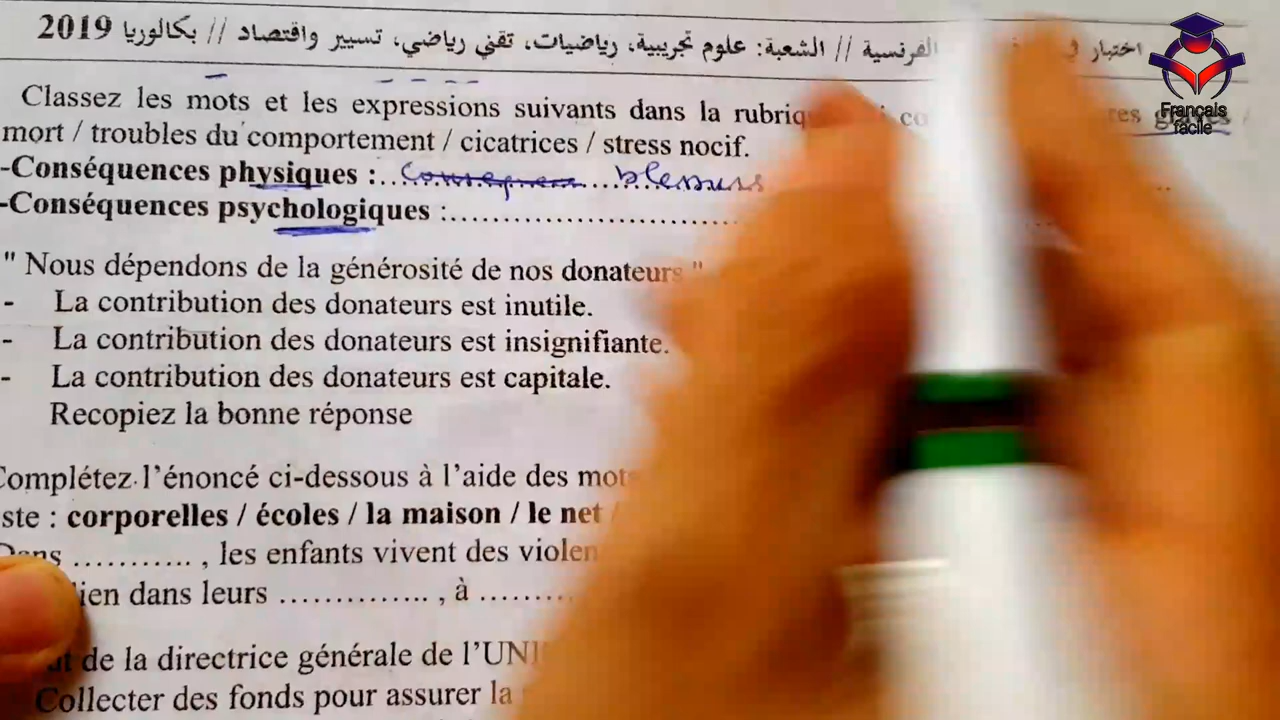 اختبار في الفرنسية // الشعبة: علوم تجريبية، رياضيات، تقني رياضي، تسيير واقتصاد // بكالوريا 2019
Français
facile
Classez les mots et les expressions suivants dans la
mort / troubles du comportement / cicatrices / stress nocif.
-Conséquences physiques :
-Conséquences psychologiques :
" Nous dépendons de la générosité de nos donateurs "
- La contribution des donateurs est inutile.
- La contribution des donateurs est insignifiante.
- La contribution des donateurs est capitale.
Recopiez la bonne réponse
Complétez l'énoncé ci-dessous à l'aide des mots
ste : corporelles / écoles / la maison / le net /
Dans ........... , les enfants vivent des
ien dans leurs .............. , à .........
de la directrice générale de
Collecter des fonds pour assurer la